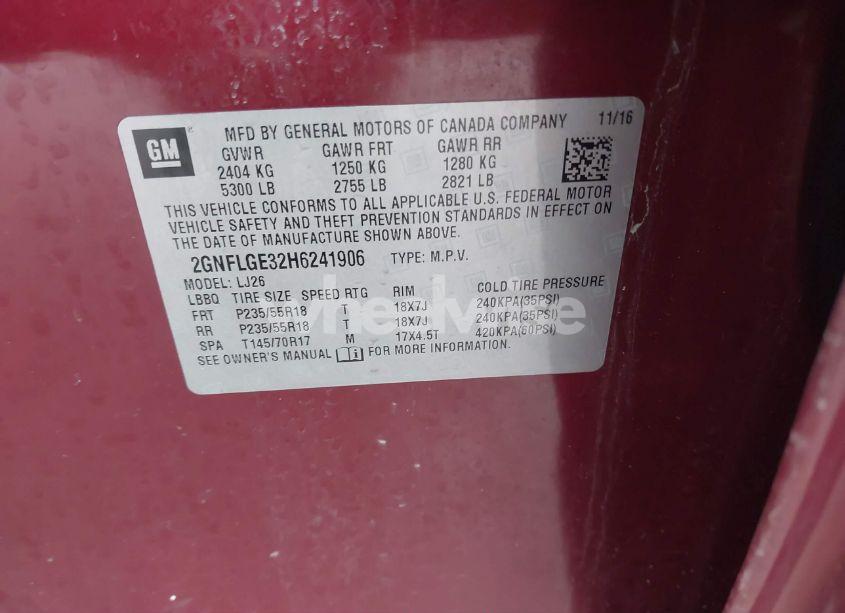 GM
MFD BY GENERAL MOTORS OF CANADA COMPANY 11/16
GVWR GAWR FRT GAWR RR
2404 KG 1250 KG 1280 KG
5300 LB 2755 LB 2821 LB
THIS VEHICLE CONFORMS TO ALL APPLICABLE U.S. FEDERAL MOTOR
VEHICLE SAFETY AND THEFT PREVENTION STANDARDS IN EFFECT ON
THE DATE OF MANUFACTURE SHOWN ABOVE.
2GNFLGE32H6241906 TYPE: M.P.V.
MODEL: LJ26
LBBQ TIRE SIZE SPEED RTG RIM COLD TIRE PRESSURE
FRT P235/55R18 T 18X7J 240KPA(35PSI)
RR P235/55R18 T 18X7J 240KPA(35PSI)
SPA T145/70R17 M 17X4.5T 420KPA(60PSI)
SEE OWNER'S MANUAL FOR MORE INFORMATION.